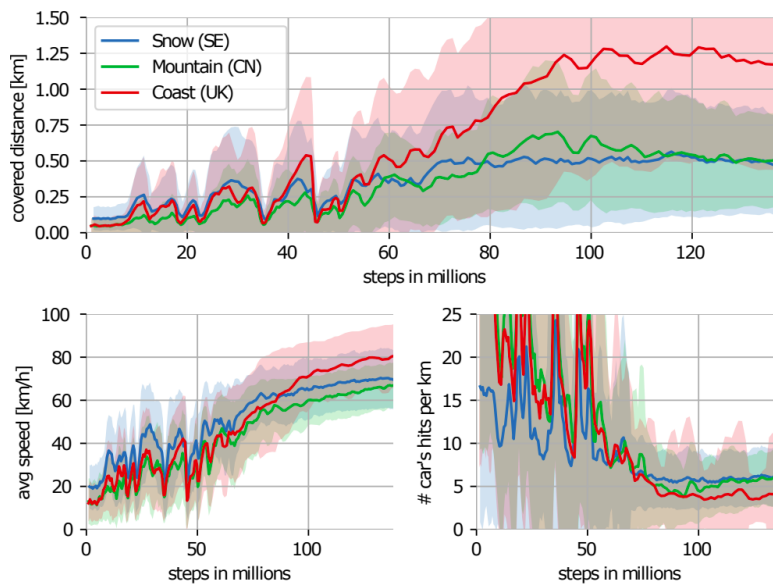 1.50
1.25
1.00
0.75
0.50
0.25
0.00
covered distance [km]
Snow (SE)
Mountain (CN)
Coast (UK)
0 20 40 60 80 100 120
steps in millions
100
80
60
40
20
0
avg speed [km/h]
0 50 100
steps in millions
25
20
15
10
5
0
# car's hits per km
0 50 100
steps in millions